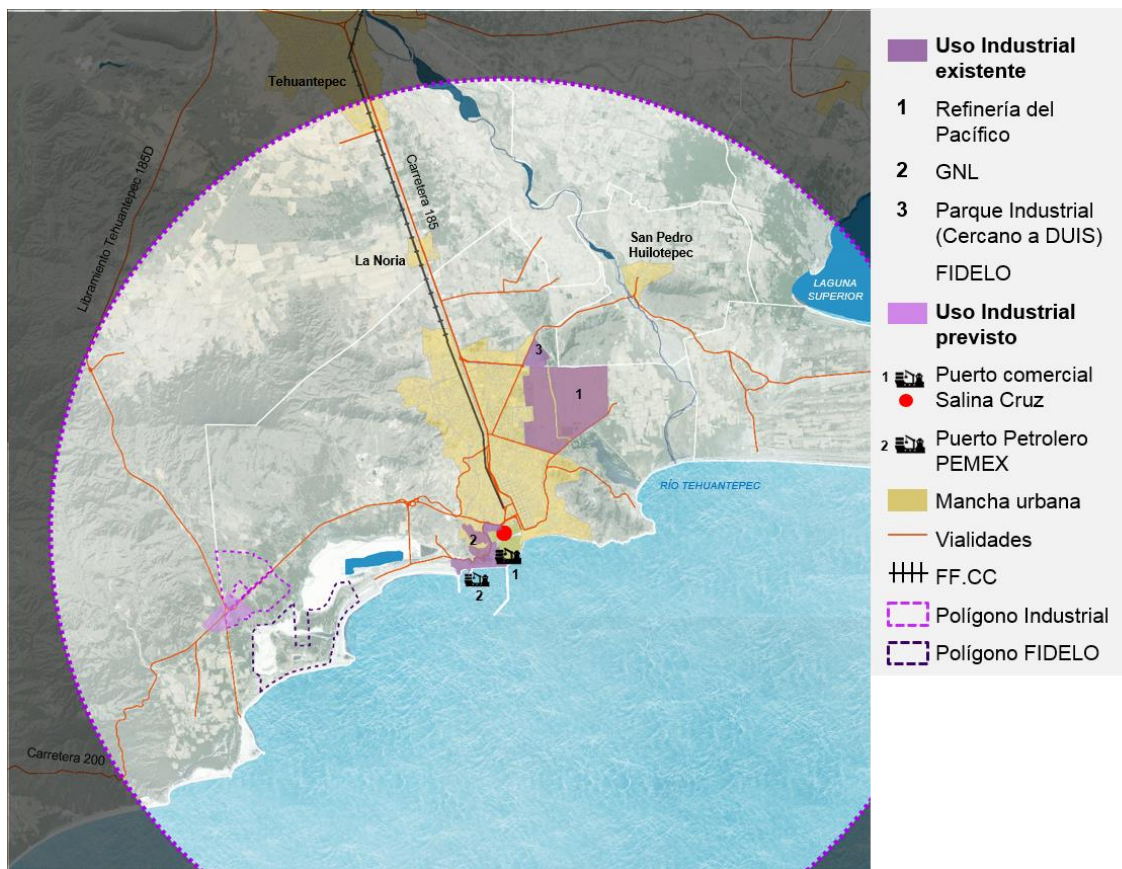 Tehuantepec
Libramiento Tehuantepec 185D
Carretera 185
La Noria
San Pedro
Huilotepec
LAGUNA
SUPERIOR
3
1
RÍO TEHUANTEPEC
2
1
2
Carretera 200
Uso Industrial
existente
1 Refinería del
Pacífico
2 GNL
3 Parque Industrial
(Cercano a DUIS)
FIDELO
Uso Industrial
previsto
1 Puerto comercial
Salina Cruz
2 Puerto Petrolero
PEMEX
Mancha urbana
Vialidades
FF.CC
Polígono Industrial
Polígono FIDELO